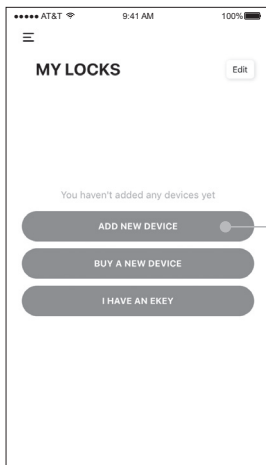 AT&T 9:41 AM 100%
MY LOCKS
Edit
You haven't added any devices yet
ADD NEW DEVICE
BUY A NEW DEVICE
I HAVE AN EKEY